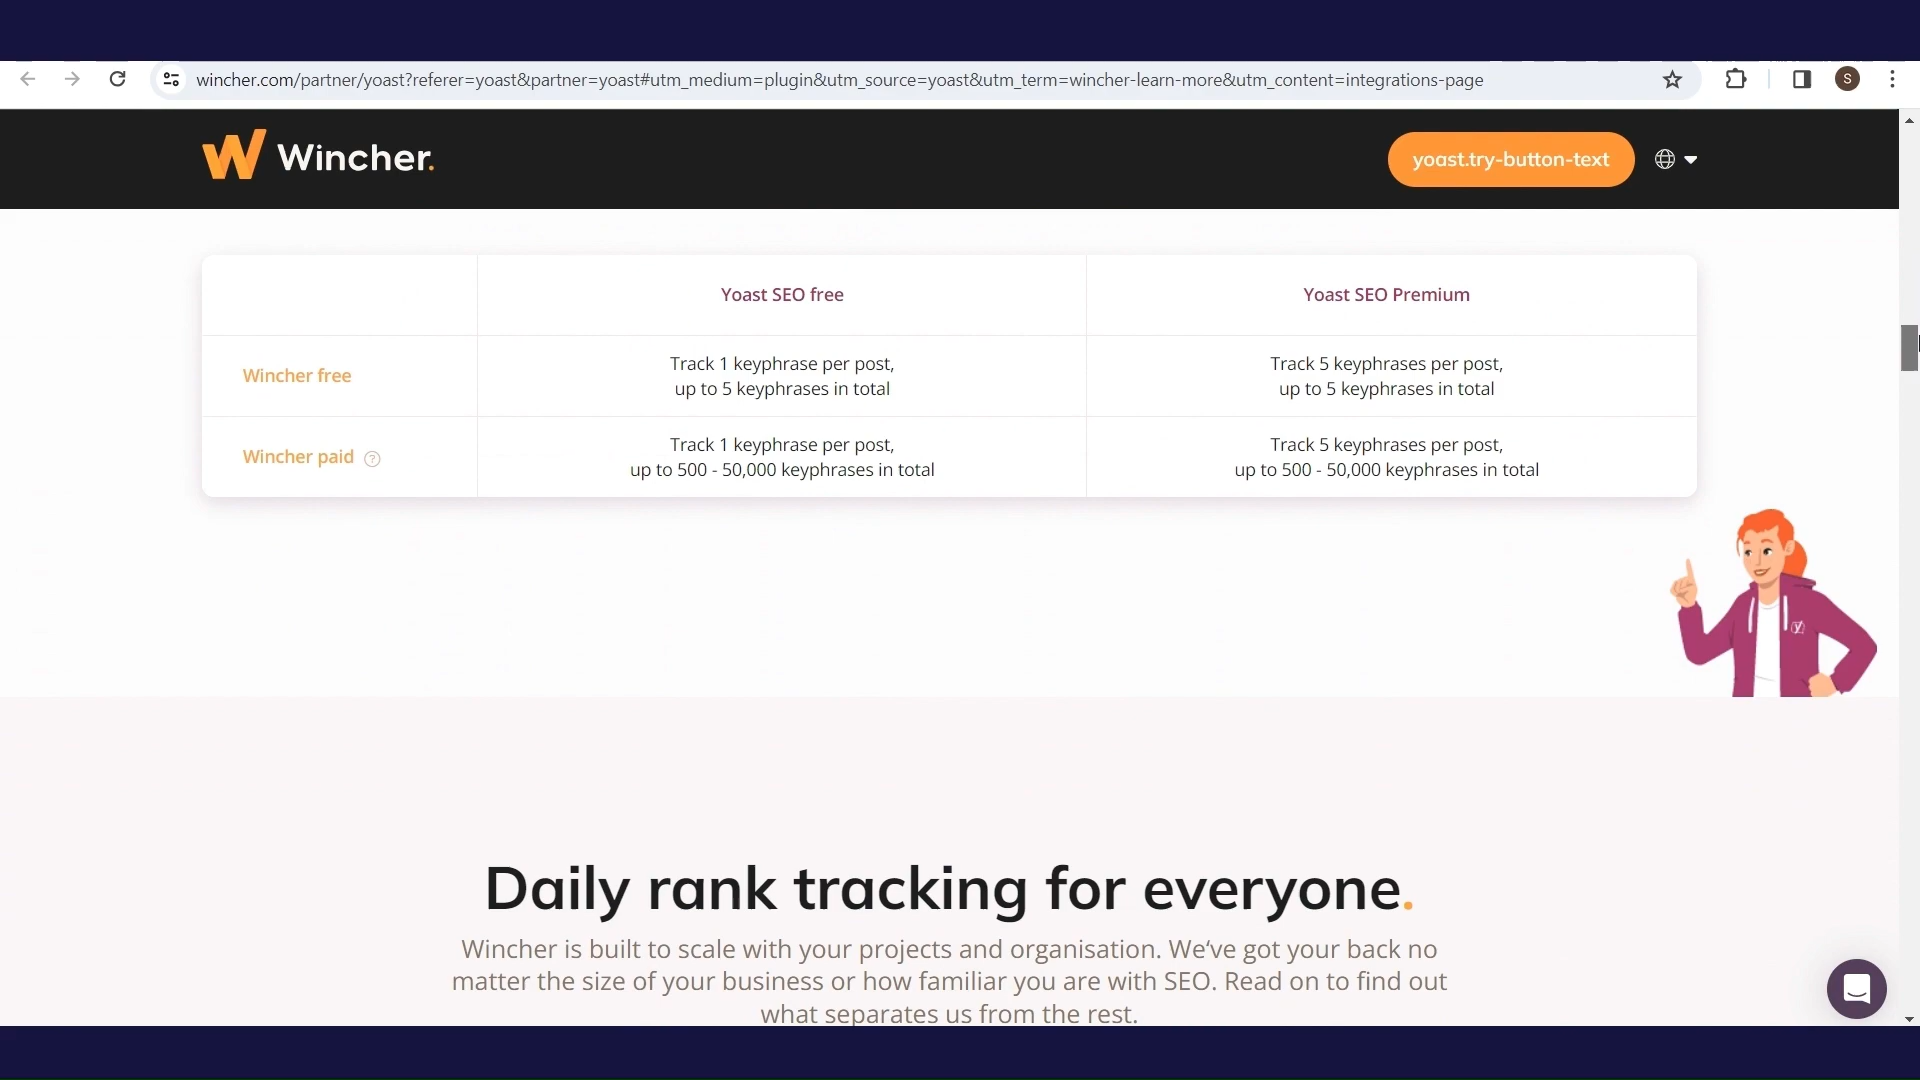 wincher.com/partner/yoast?referer=yoast&partner=yoast#utm_medium=plugin&utm_source=yoast&utm_term=wincher-learn-more&utm_content=integrations-page
S
Wincher.
yoast.try-button-text
Yoast SEO free
Yoast SEO Premium
Wincher free
Track 1 keyphrase per post,
up to 5 keyphrases in total
Track 5 keyphrases per post,
up to 5 keyphrases in total
Wincher paid ?
Track 1 keyphrase per post,
up to 500 - 50,000 keyphrases in total
Track 5 keyphrases per post,
up to 500 - 50,000 keyphrases in total
Daily rank tracking for everyone.
Wincher is built to scale with your projects and organisation. We‘ve got your back no
matter the size of your business or how familiar you are with SEO. Read on to find out
what separates us from the rest.